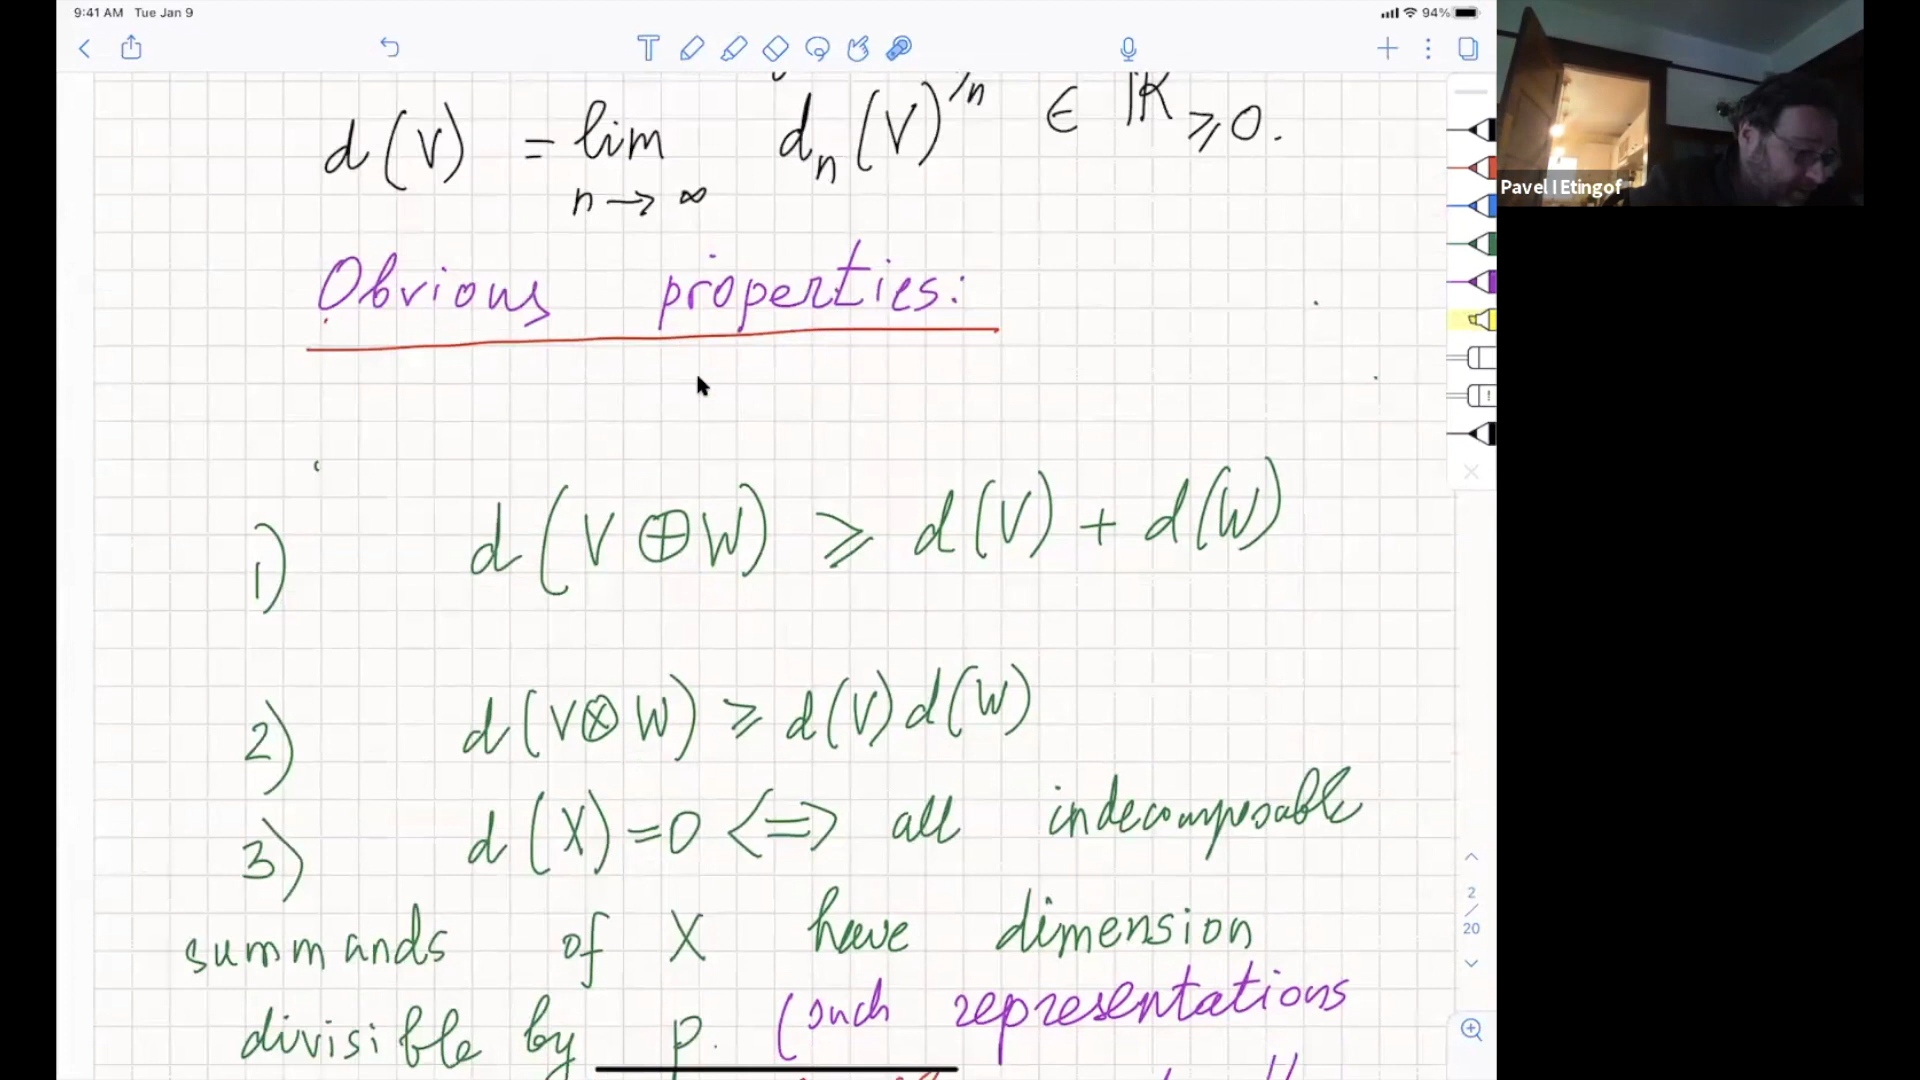 9:41 AM Tue Jan 9
94%
d(V) = lim d_n(V)^{1/n} ∈ ℝ_{⩾0}.
n → ∞
Obvious properties:
1) d(V ⊕ W) ⩾ d(V) + d(W)
2) d(V ⊗ W) ⩾ d(V) d(W)
3) d(X) = 0 <=> all indecomposable
summands of X have dimension
divisible by p. (such representations
Pavel I Etingof
2
/
20